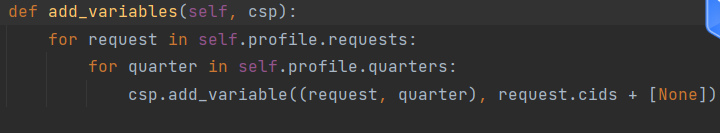 def add_variables(self, csp):
    for request in self.profile.requests:
        for quarter in self.profile.quarters:
            csp.add_variable((request, quarter), request.cids + [None])